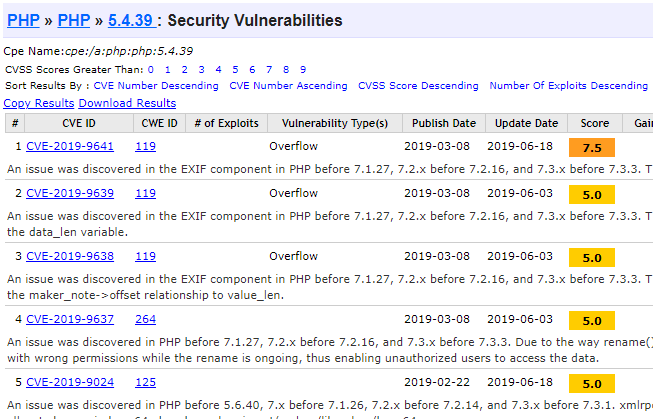 PHP » PHP » 5.4.39 : Security Vulnerabilities
Cpe Name:cpe:/a:php:php:5.4.39
CVSS Scores Greater Than: 0 1 2 3 4 5 6 7 8 9
Sort Results By : CVE Number Descending CVE Number Ascending CVSS Score Descending Number Of Exploits Descending
Copy Results Download Results
# CVE ID CWE ID # of Exploits Vulnerability Type(s) Publish Date Update Date Score Gain
1 CVE-2019-9641 119 Overflow 2019-03-08 2019-06-18 7.5
An issue was discovered in the EXIF component in PHP before 7.1.27, 7.2.x before 7.2.16, and 7.3.x before 7.3.3. T
2 CVE-2019-9639 119 Overflow 2019-03-08 2019-06-03 5.0
An issue was discovered in the EXIF component in PHP before 7.1.27, 7.2.x before 7.2.16, and 7.3.x before 7.3.3. T
the data_len variable.
3 CVE-2019-9638 119 Overflow 2019-03-08 2019-06-03 5.0
An issue was discovered in the EXIF component in PHP before 7.1.27, 7.2.x before 7.2.16, and 7.3.x before 7.3.3. T
the maker_note->offset relationship to value_len.
4 CVE-2019-9637 264 2019-03-08 2019-06-03 5.0
An issue was discovered in PHP before 7.1.27, 7.2.x before 7.2.16, and 7.3.x before 7.3.3. Due to the way rename()
with wrong permissions while the rename is ongoing, thus enabling unauthorized users to access the data.
5 CVE-2019-9024 125 2019-02-22 2019-06-18 5.0
An issue was discovered in PHP before 5.6.40, 7.x before 7.1.26, 7.2.x before 7.2.14, and 7.3.x before 7.3.1. xmlrpc